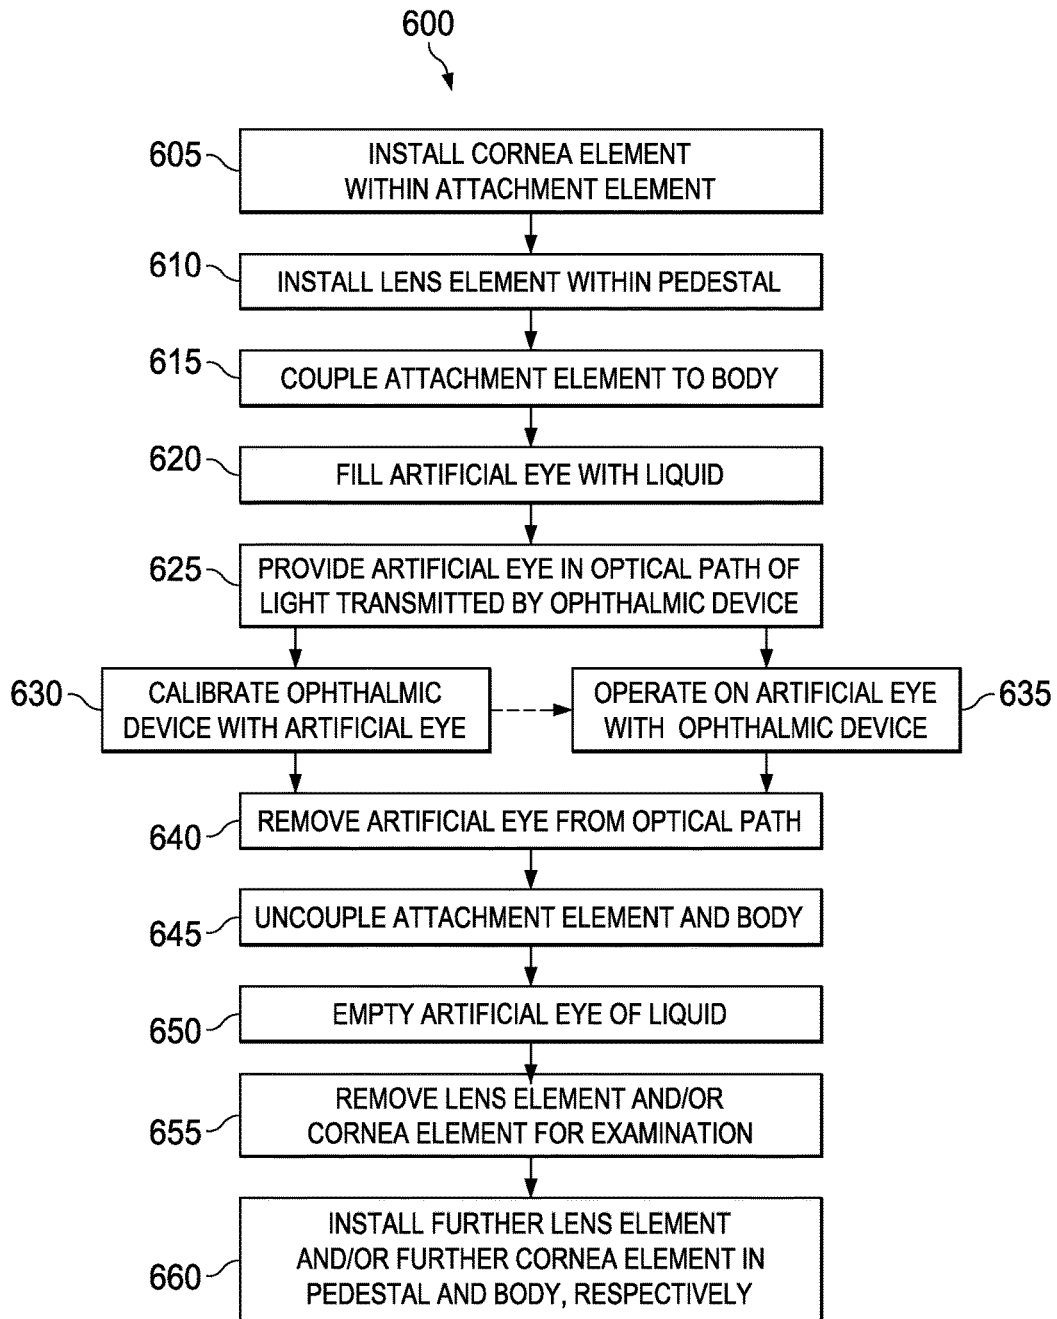 600
605
INSTALL CORNEA ELEMENT
WITHIN ATTACHMENT ELEMENT
610
INSTALL LENS ELEMENT WITHIN PEDESTAL
615
COUPLE ATTACHMENT ELEMENT TO BODY
620
FILL ARTIFICIAL EYE WITH LIQUID
625
PROVIDE ARTIFICIAL EYE IN OPTICAL PATH OF
LIGHT TRANSMITTED BY OPHTHALMIC DEVICE
630
CALIBRATE OPHTHALMIC
DEVICE WITH ARTIFICIAL EYE
OPERATE ON ARTIFICIAL EYE
WITH OPHTHALMIC DEVICE
635
640
REMOVE ARTIFICIAL EYE FROM OPTICAL PATH
645
UNCOUPLE ATTACHMENT ELEMENT AND BODY
650
EMPTY ARTIFICIAL EYE OF LIQUID
655
REMOVE LENS ELEMENT AND/OR
CORNEA ELEMENT FOR EXAMINATION
660
INSTALL FURTHER LENS ELEMENT
AND/OR FURTHER CORNEA ELEMENT IN
PEDESTAL AND BODY, RESPECTIVELY